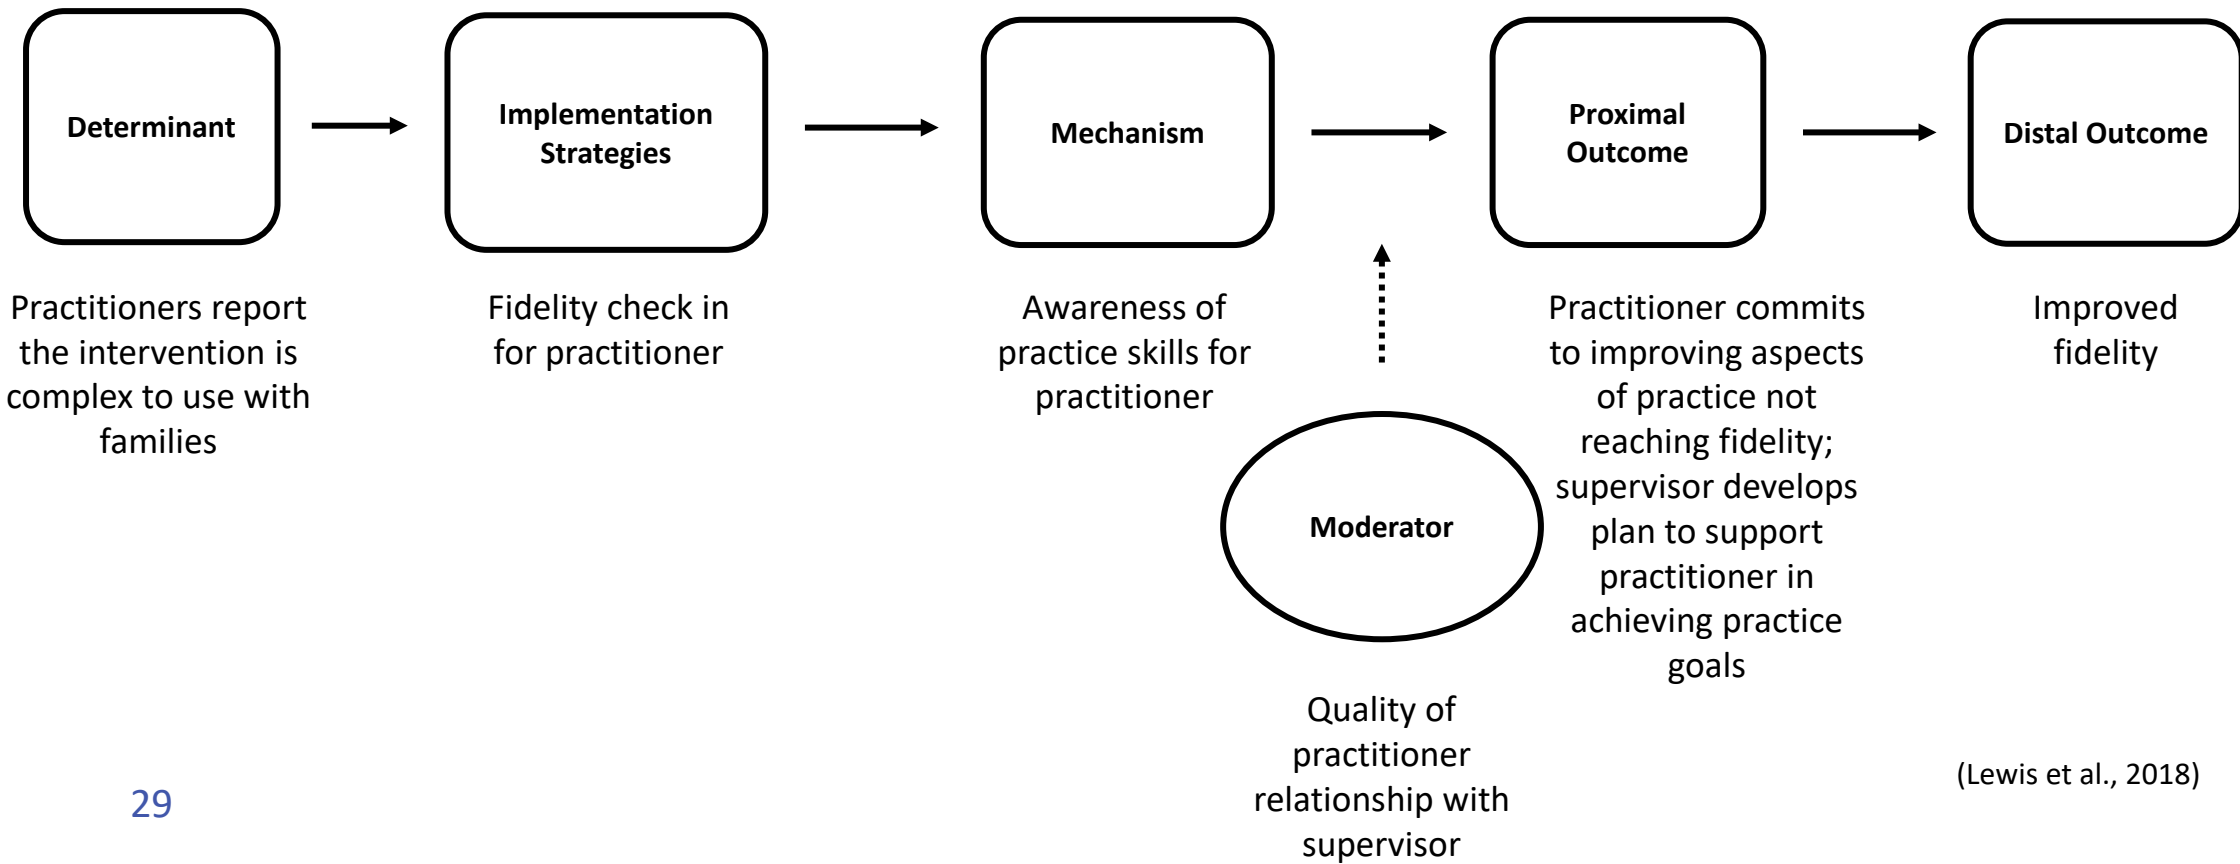 Determinant
Implementation
Strategies
Mechanism
Proximal
Outcome
Distal Outcome
Practitioners report
the intervention is
complex to use with
families
Fidelity check in
for practitioner
Awareness of
practice skills for
practitioner
Practitioner commits
to improving aspects
of practice not
reaching fidelity;
supervisor develops
plan to support
practitioner in
achieving practice
goals
Improved
fidelity
Moderator
Quality of
practitioner
relationship with
supervisor
(Lewis et al., 2018)
29